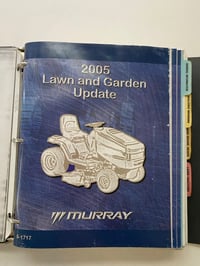 2005
Lawn and Garden
Update
MURRAY